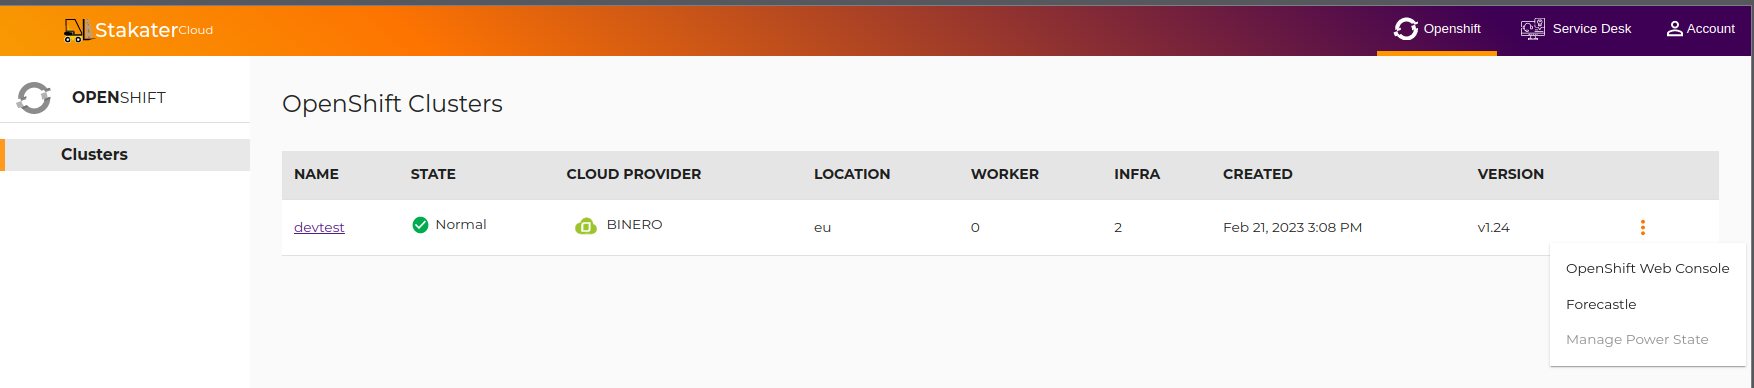 StakaterCloud Openshift Service Desk Account
OPENSHIFT
Clusters
OpenShift Clusters
NAME STATE CLOUD PROVIDER LOCATION WORKER INFRA CREATED VERSION
devtest Normal BINERO eu 0 2 Feb 21, 2023 3:08 PM v1.24
OpenShift Web Console
Forecastle
Manage Power State